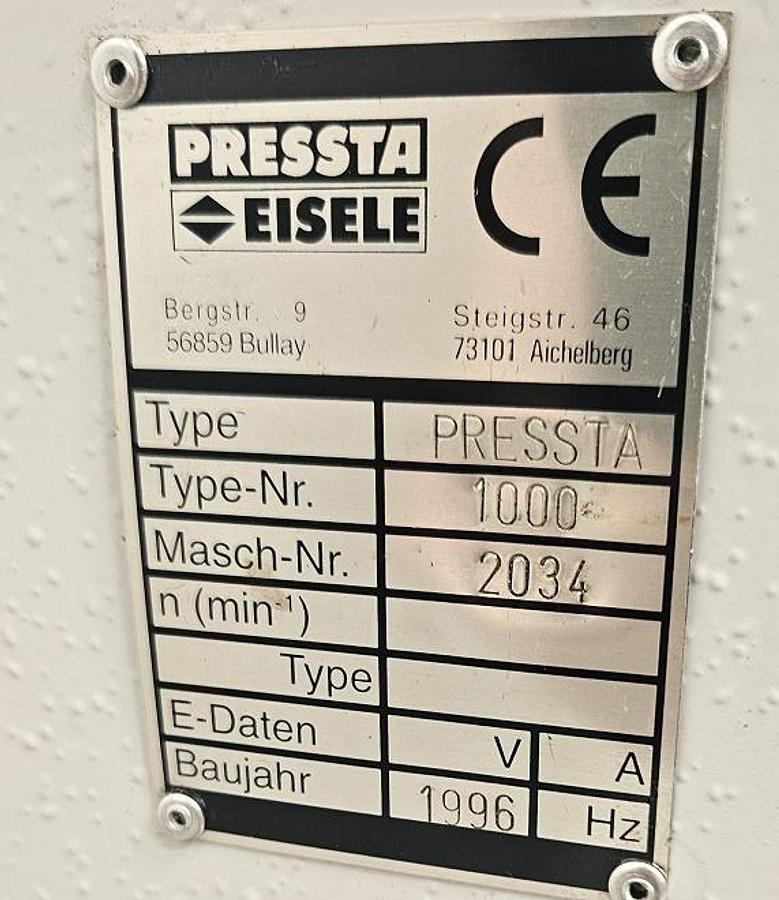 PRESSTA
EISELE
CE
Bergstr. 9
56859 Bullay
Steigstr. 46
73101 Aichelberg
Type PRESSTA
Type-Nr. 1000
Masch-Nr. 2034
n (min-¹)
Type
E-Daten V A
Baujahr 1996 Hz